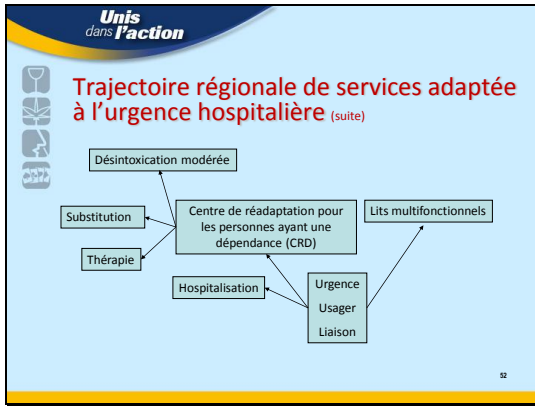 Unis
dans l'action
Trajectoire régionale de services adaptée
à l'urgence hospitalière (suite)
Désintoxication modérée
Substitution
Centre de réadaptation pour
les personnes ayant une
dépendance (CRD)
Lits multifonctionnels
Thérapie
Hospitalisation
Urgence
Usager
Liaison
52